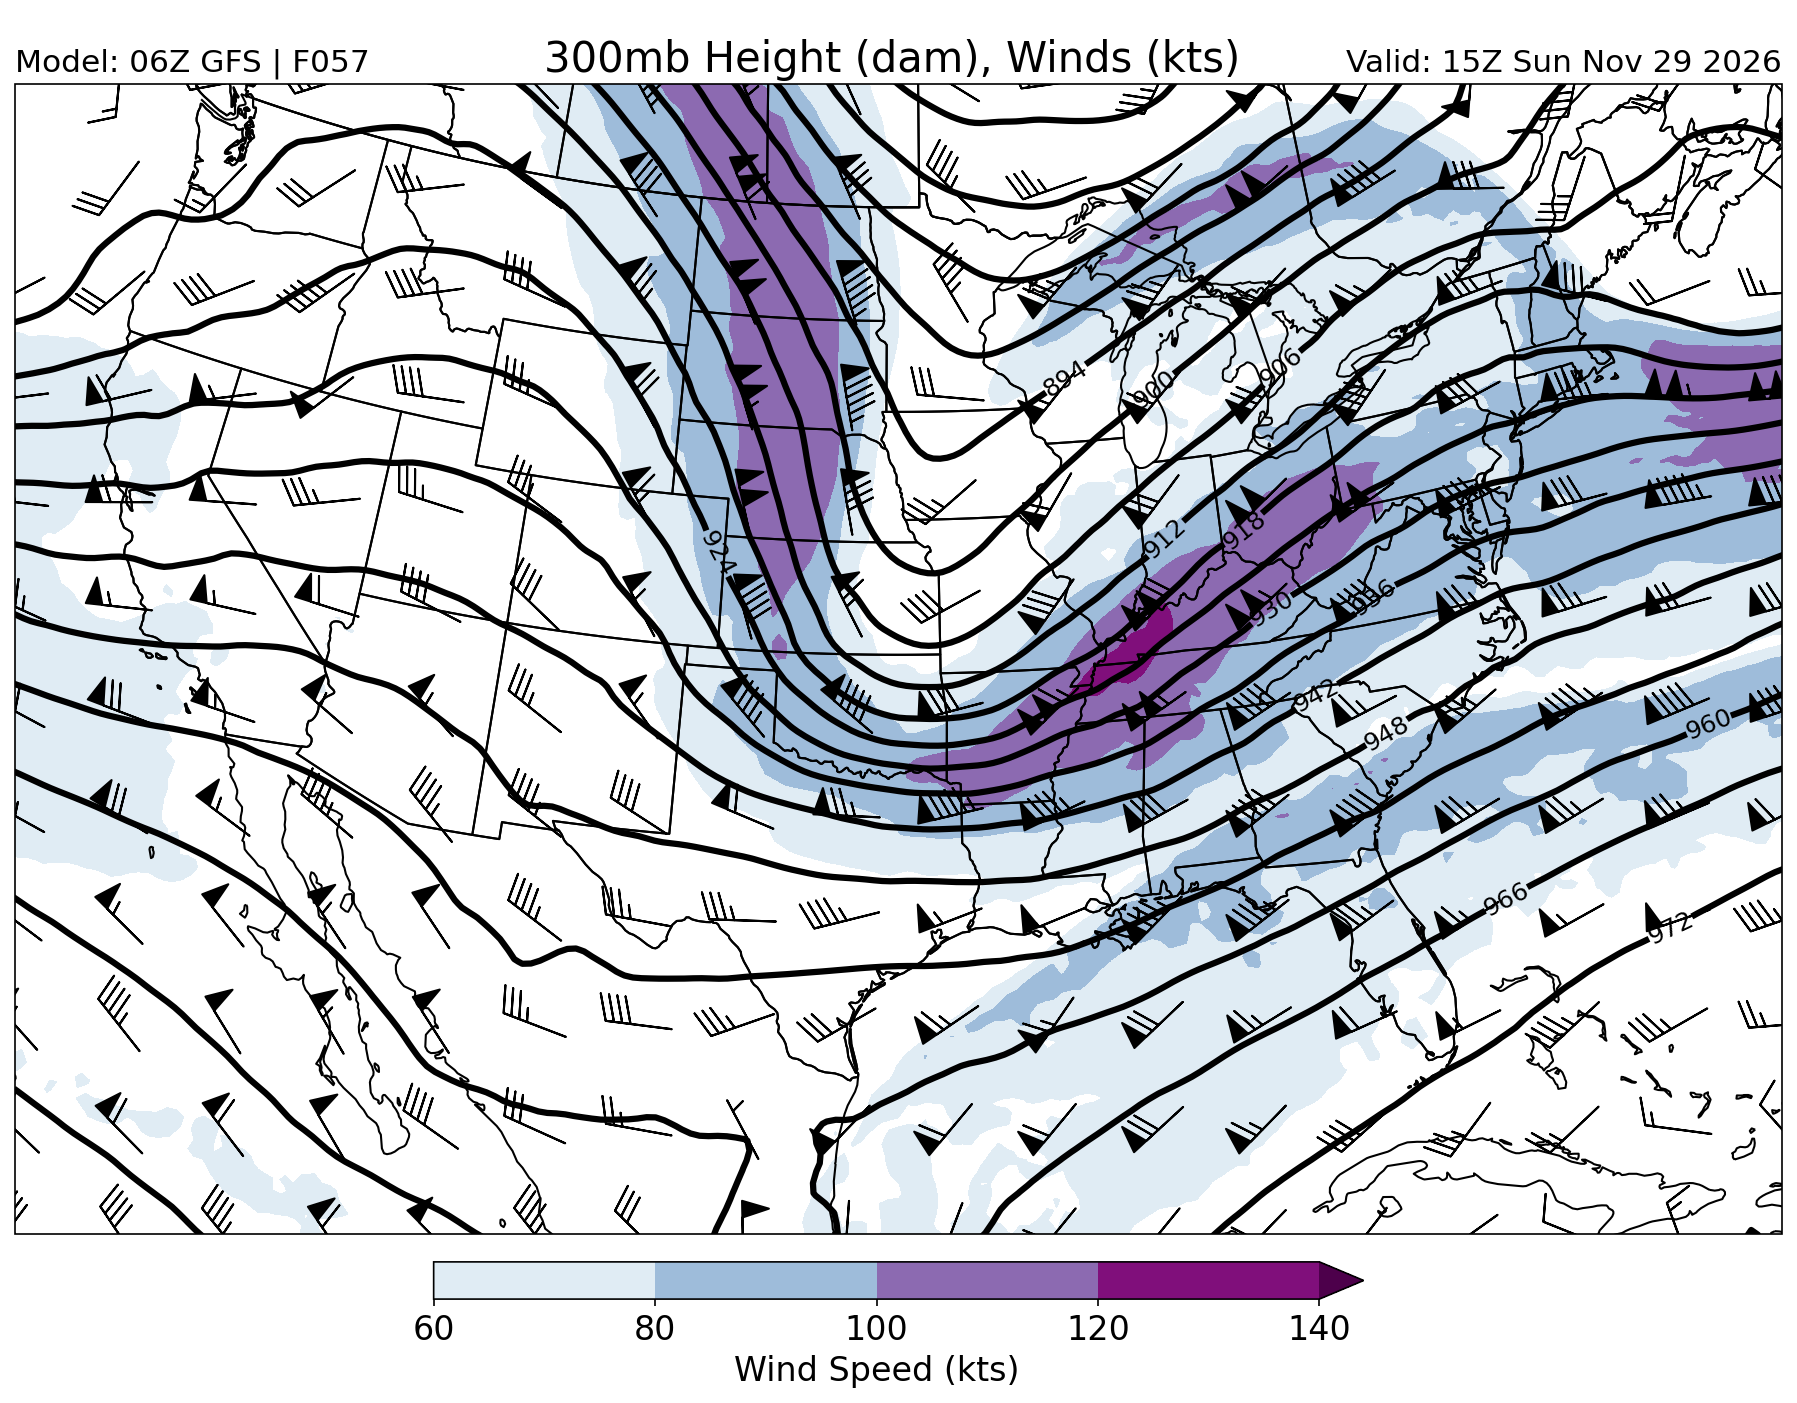 Model: 06Z GFS | F057
300mb Height (dam), Winds (kts)
Valid: 15Z Sun Nov 29 2026
894
900
906
912
918
924
930
936
942
948
960
966
972
60 80 100 120 140
Wind Speed (kts)